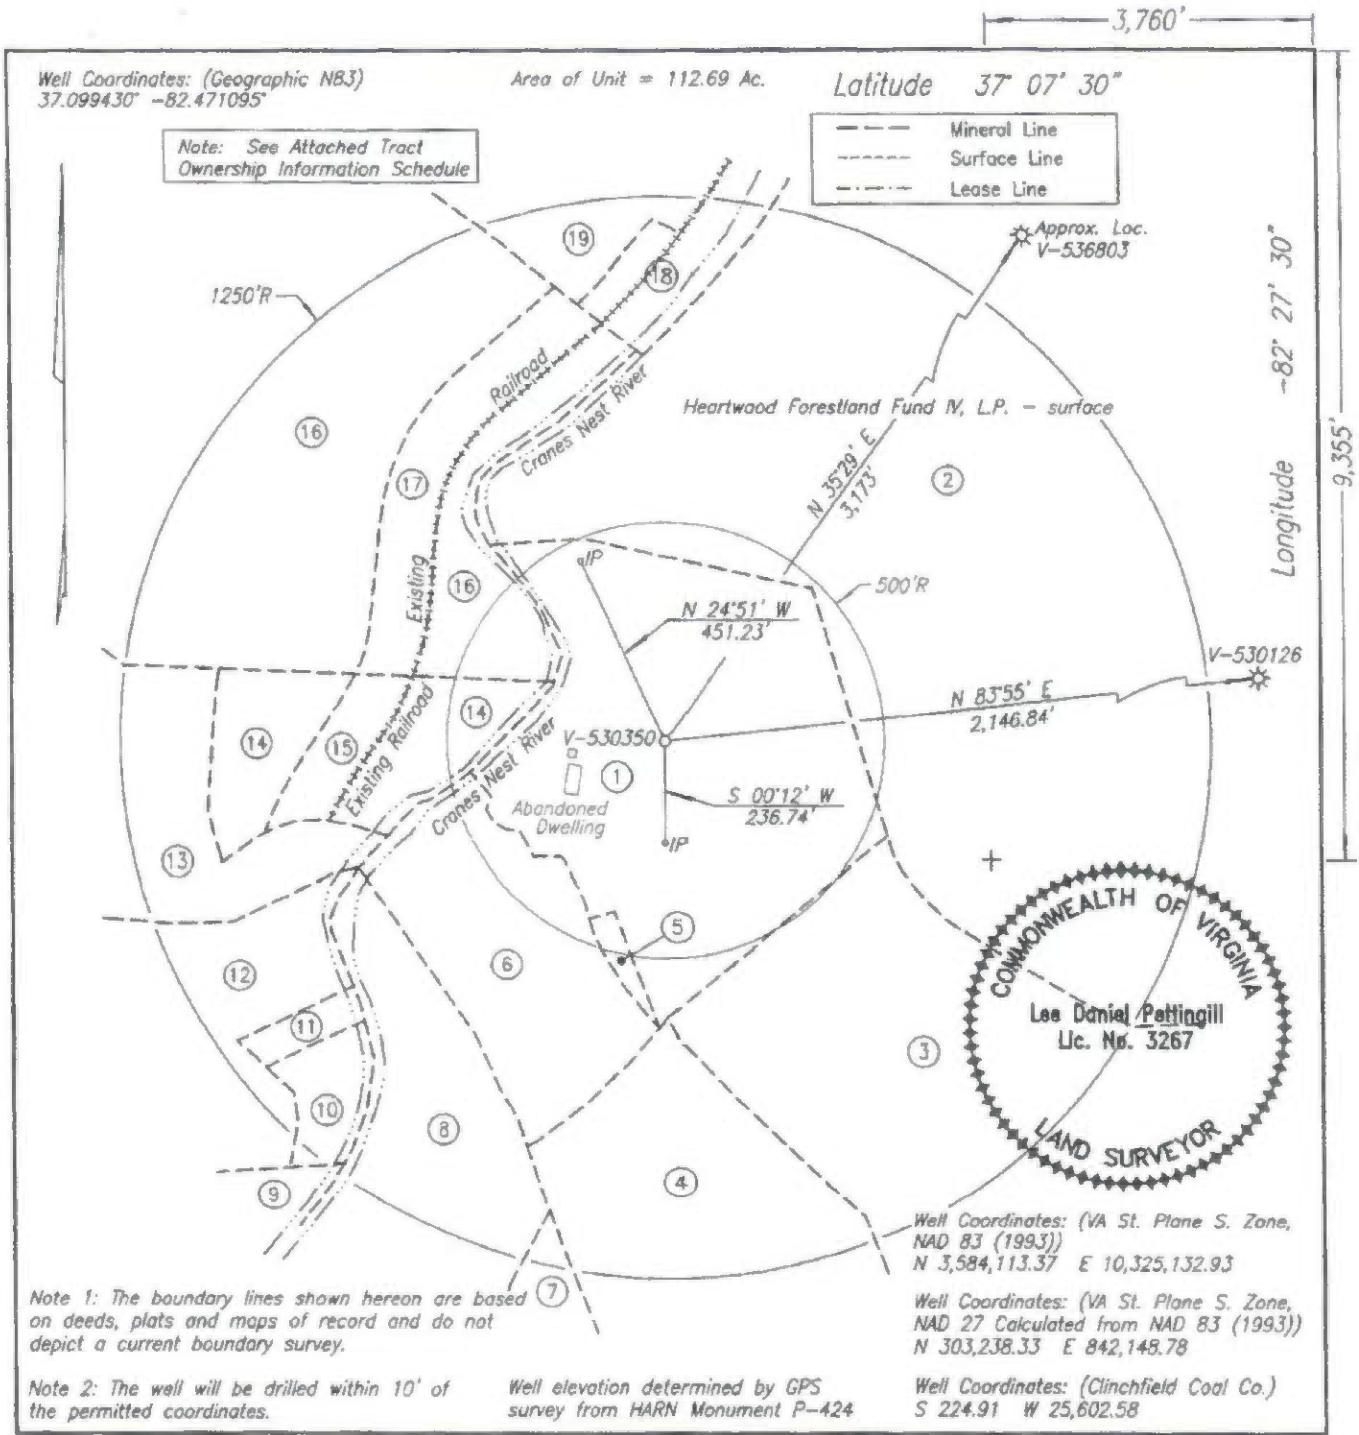 3,760'
Well Coordinates: (Geographic N83)
37.099430° -82.471095°
Area of Unit = 112.69 Ac.
Latitude 37° 07' 30"
Note: See Attached Tract
Ownership Information Schedule
Mineral Line
Surface Line
Lease Line
Approx. Loc.
V-536803
19
18
1250'R
Longitude -82° 27' 30"
9,355'
Railroad
Cranes Nest River
Heartwood Forestland Fund IV, L.P. - surface
16
17
N 35°29' E
3,173'
2
Existing
16
IP
500'R
N 24°51' W
451.23'
V-530126
N 83°55' E
2,146.84'
14
15
Existing Railroad
14
V-530350
Cranes Nest River
1
Abandoned
Dwelling
S 00°12' W
236.74'
IP
13
5
6
12
11
3
10
8
9
4
7
COMMONWEALTH OF VIRGINIA
Lee Daniel Pattingill
Lic. No. 3267
LAND SURVEYOR
Well Coordinates: (VA St. Plane S. Zone,
NAD 83 (1993))
N 3,584,113.37 E 10,325,132.93
Note 1: The boundary lines shown hereon are based
on deeds, plats and maps of record and do not
depict a current boundary survey.
Well Coordinates: (VA St. Plane S. Zone,
NAD 27 Calculated from NAD 83 (1993))
N 303,238.33 E 842,148.78
Note 2: The well will be drilled within 10' of
the permitted coordinates.
Well elevation determined by GPS
survey from HARN Monument P-424
Well Coordinates: (Clinchfield Coal Co.)
S 224.91 W 25,602.58